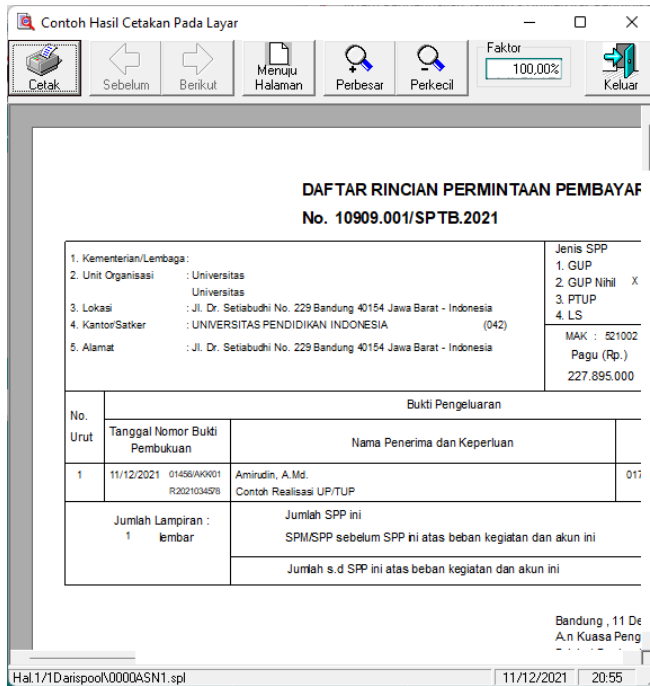 Contoh Hasil Cetakan Pada Layar
Cetak
Sebelum
Berikut
Menuju
Halaman
Perbesar
Perkecil
Faktor
100,00%
Keluar
DAFTAR RINCIAN PERMINTAAN PEMBAYAR
No. 10909.001/SPTB.2021
1. Kementerian/Lembaga :
2. Unit Organisasi : Universitas
Universitas
3. Lokasi : Jl. Dr. Setiabudhi No. 229 Bandung 40154 Jawa Barat - Indonesia
4. Kantor/Satker : UNIVERSITAS PENDIDIKAN INDONESIA (042)
5. Alamat : Jl. Dr. Setiabudhi No. 229 Bandung 40154 Jawa Barat - Indonesia
Jenis SPP
1. GUP
2. GUP Nihil X
3. PTUP
4. LS
MAK : 521002
Pagu (Rp.)
227.895.000
No.
Urut
Bukti Pengeluaran
Tanggal Nomor Bukti
Pembukuan
Nama Penerima dan Keperluan
1 11/12/2021 01456/AKK01 Amirudin, A.Md. 017
R2021034578 Contoh Realisasi UP/TUP
Jumlah Lampiran :
1 lembar
Jumlah SPP ini
SPM/SPP sebelum SPP ini atas beban kegiatan dan akun ini
Jumlah s.d SPP ini atas beban kegiatan dan akun ini
Bandung , 11 De
A.n Kuasa Peng
Hal.1/1Darispool\0000ASN1.spl
11/12/2021
20:55